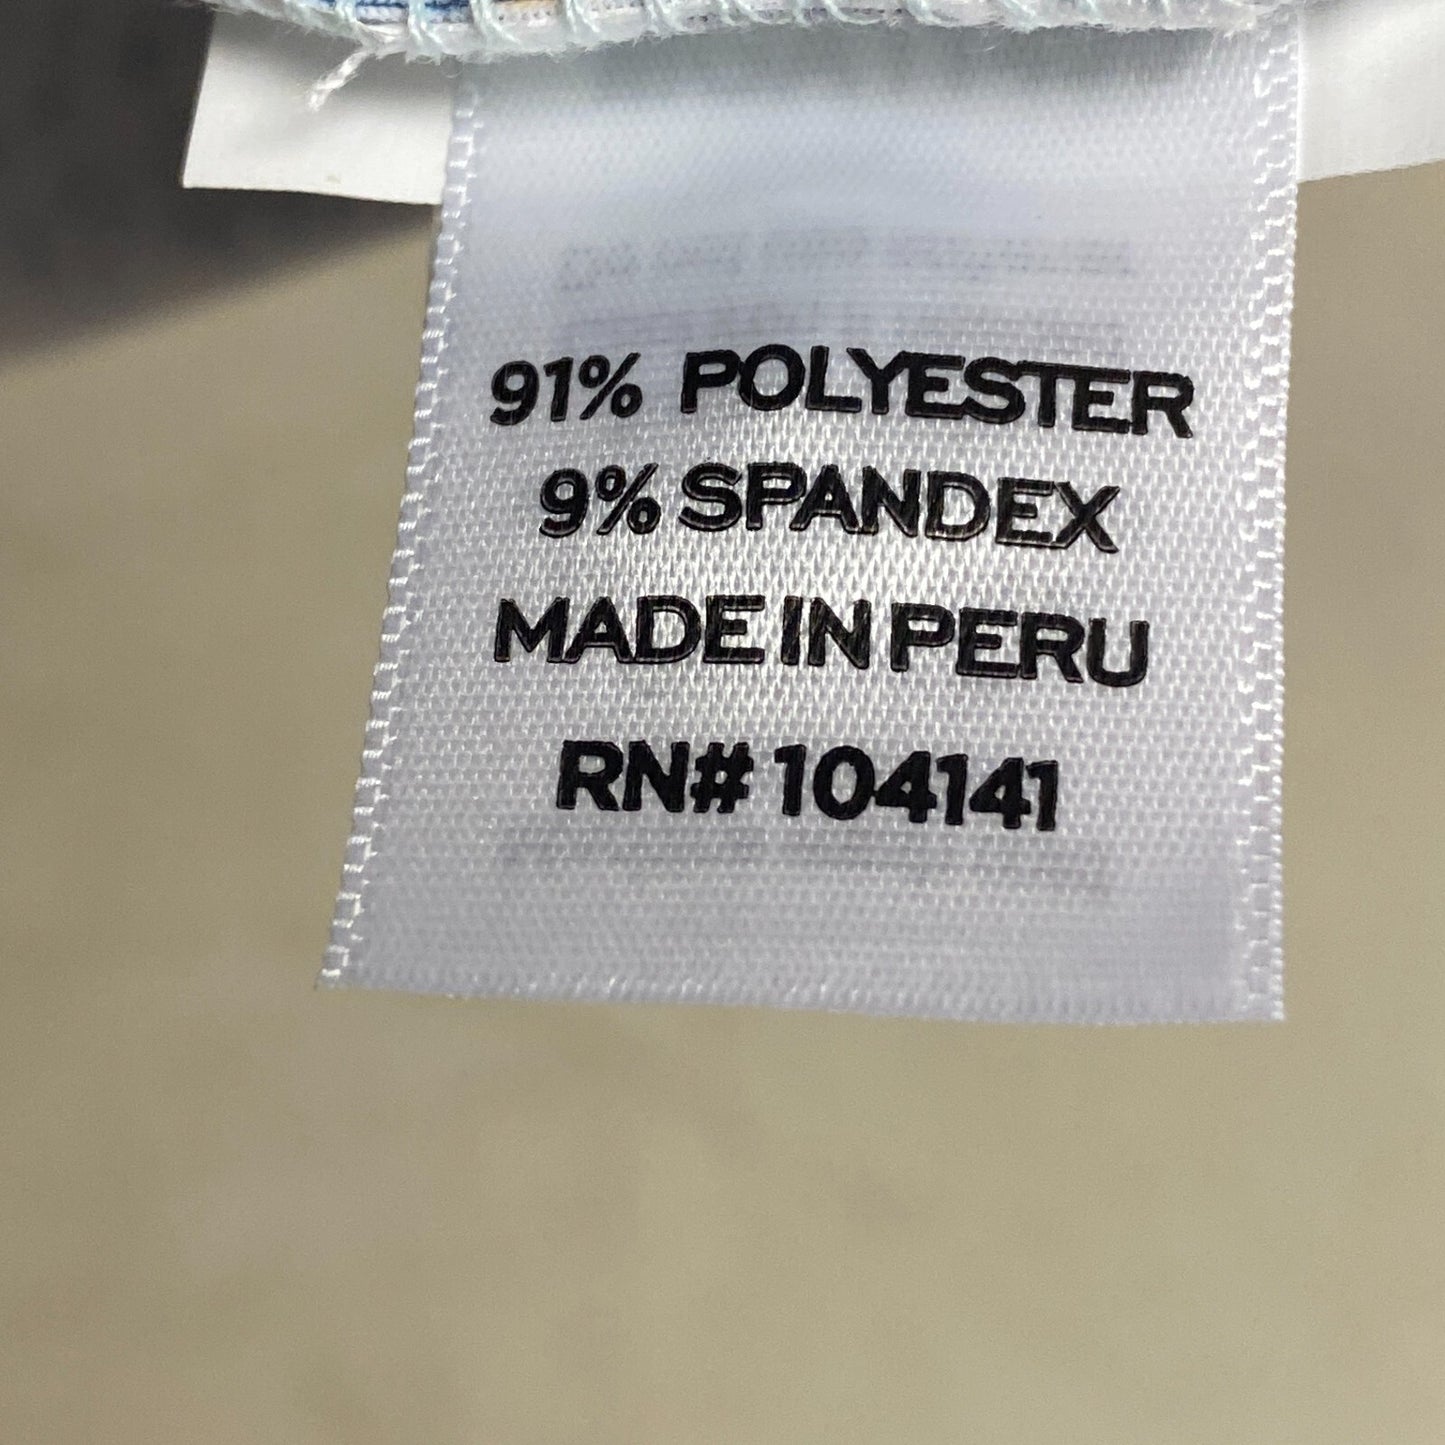 91% POLYESTER
9% SPANDEX
MADE IN PERU
RN# 104141